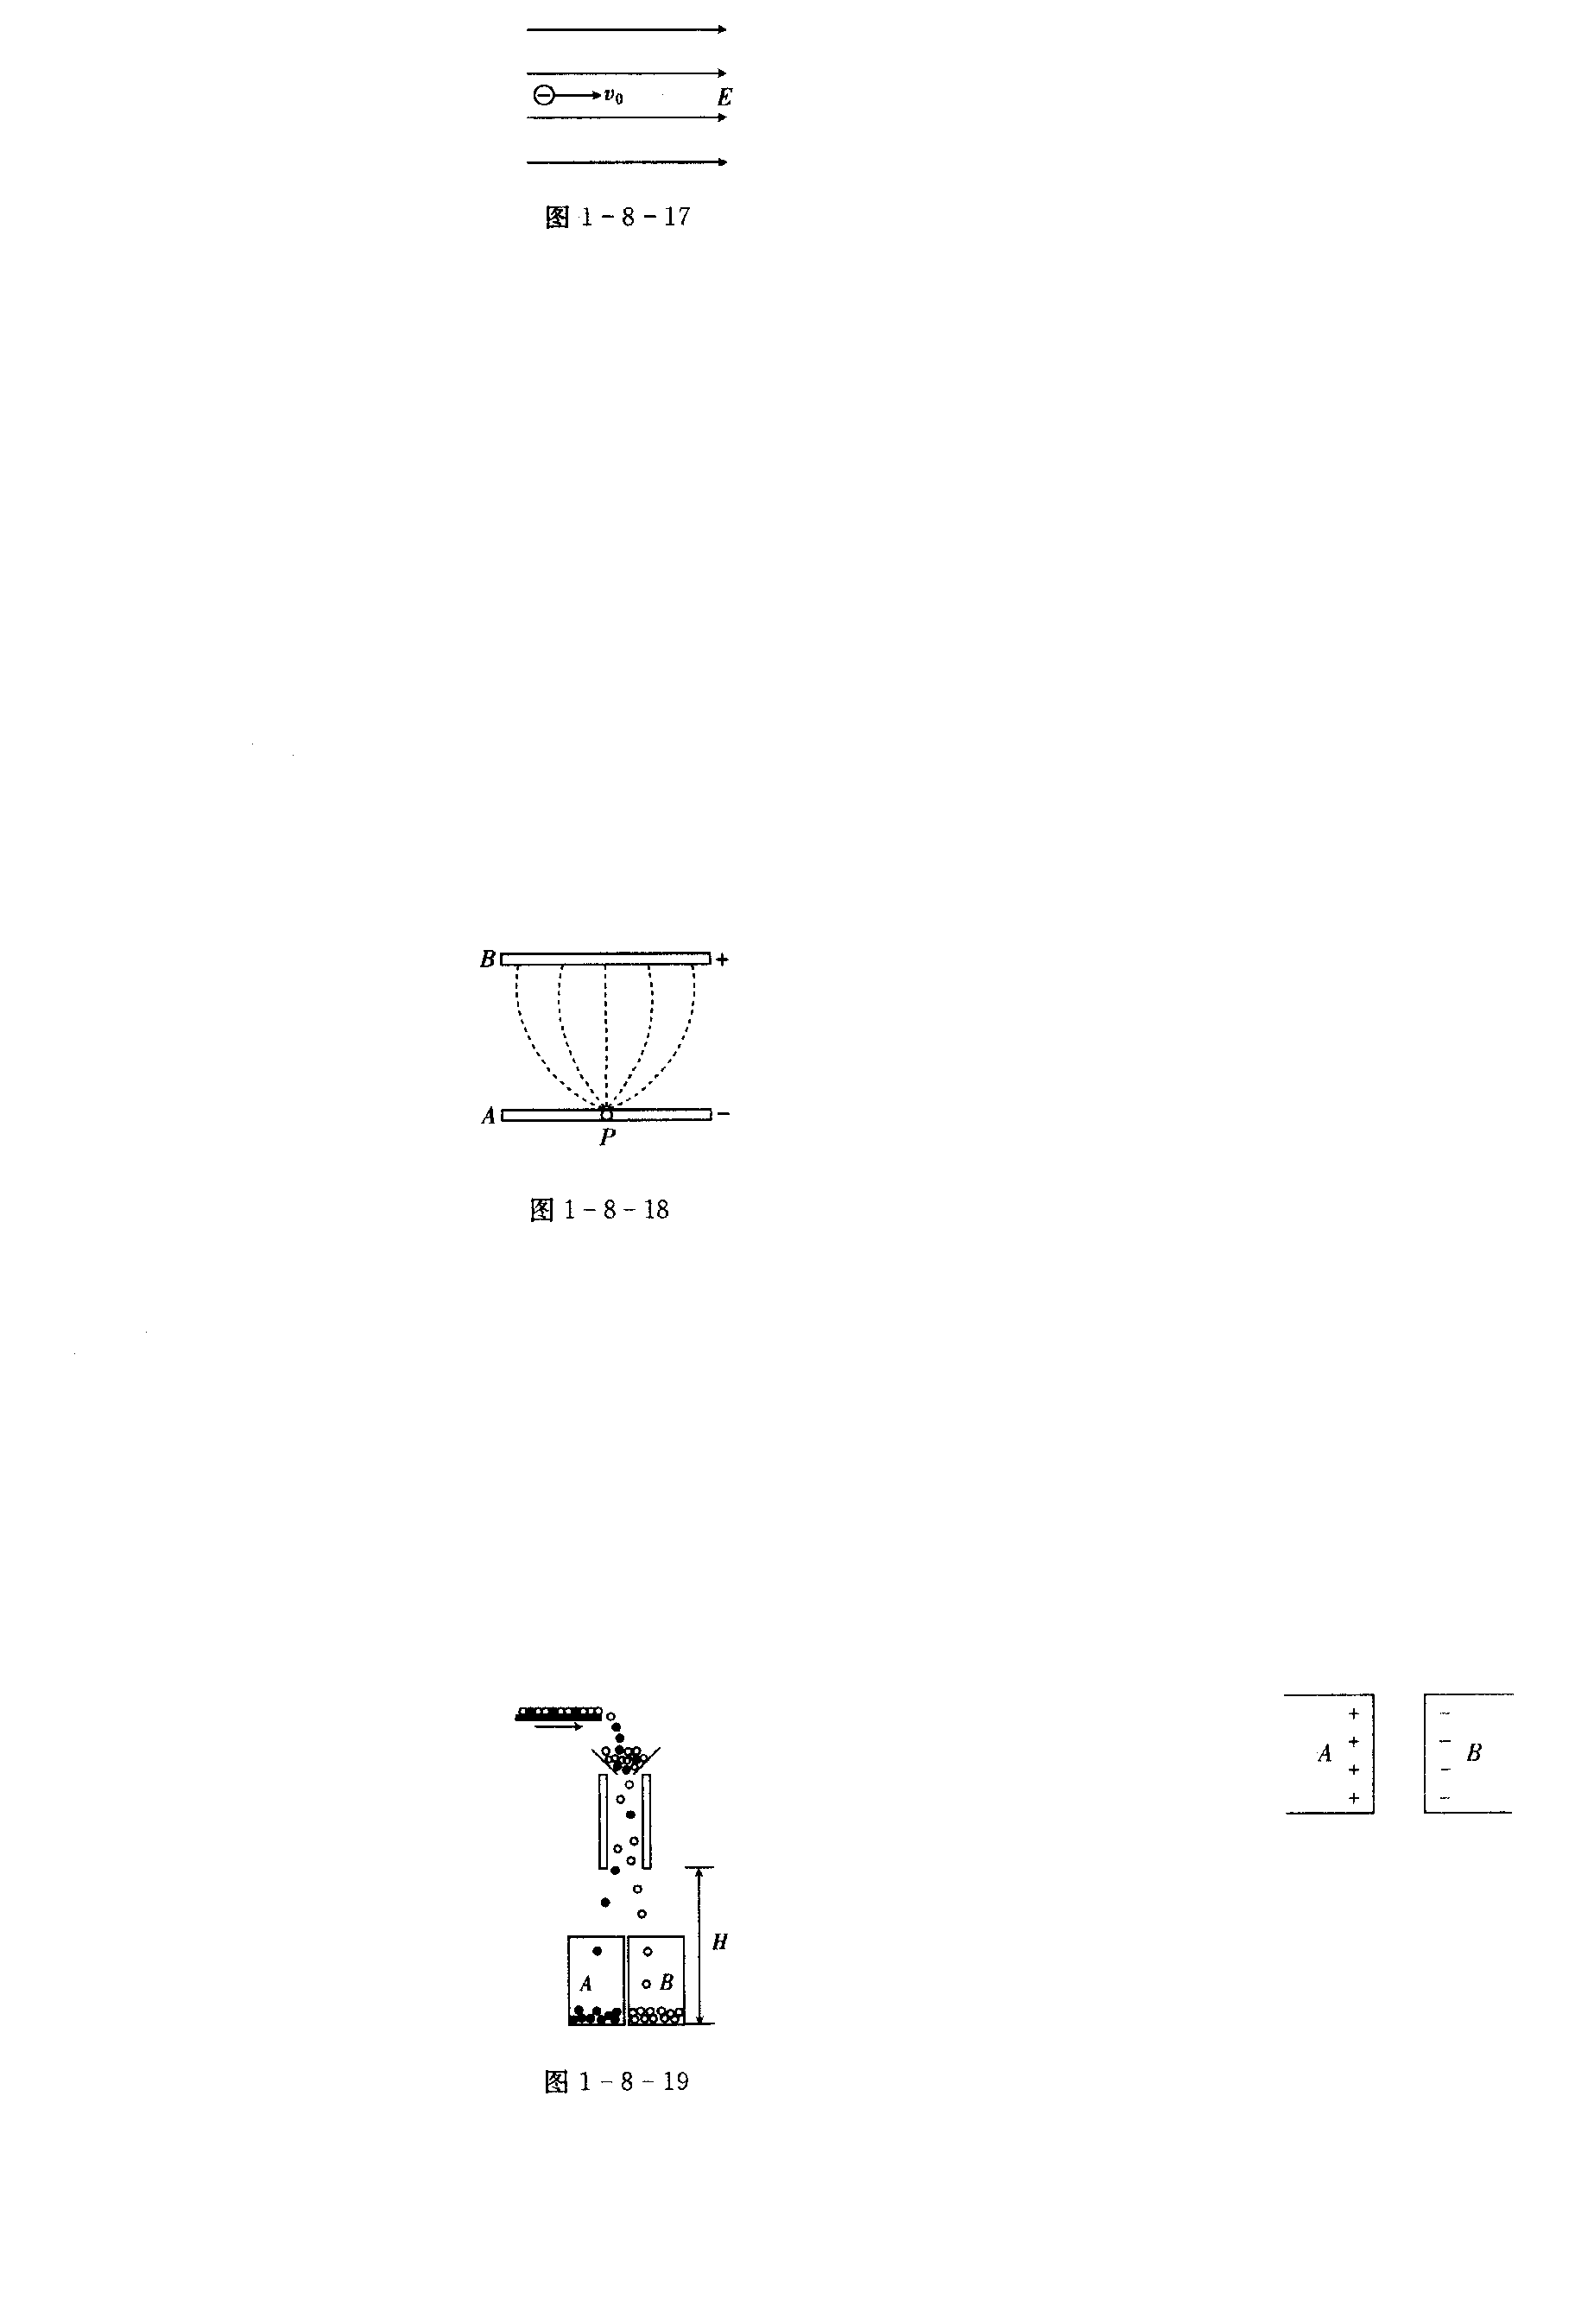 v₀
E
图 1-8-17
B +
A -
P
图 1-8-18
+ -
+ -
A B
+ -
+ -
H
A B
图 1-8-19